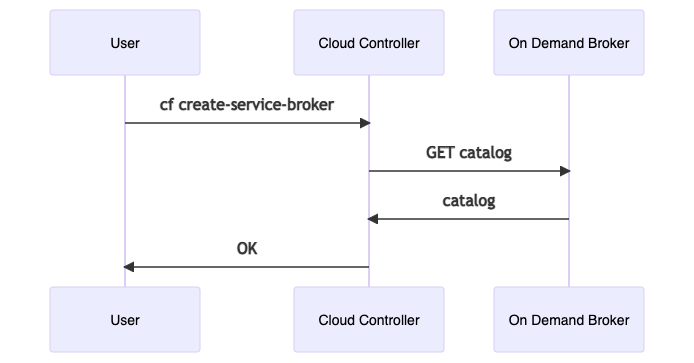 User
Cloud Controller
On Demand Broker
cf create-service-broker
GET catalog
catalog
OK
User
Cloud Controller
On Demand Broker